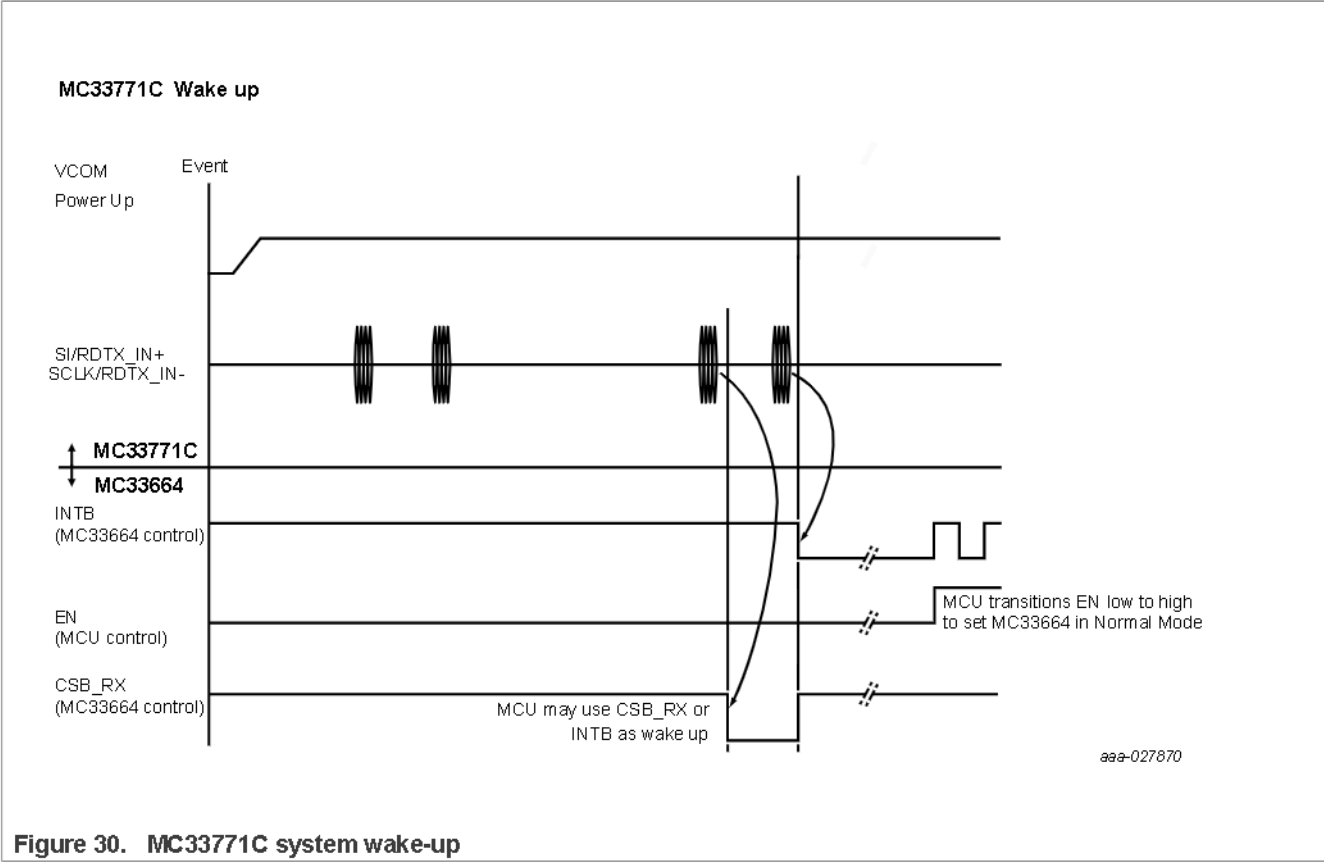 MC33771C Wake up
VCOM
Power Up
Event
SI/RDTX_IN+
SCLK/RDTX_IN-
MC33771C
MC33664
INTB
(MC33664 control)
EN
(MCU control)
MCU transitions EN low to high
to set MC33664 in Normal Mode
CSB_RX
(MC33664 control)
MCU may use CSB_RX or
INTB as wake up
aaa-027870
Figure 30. MC33771C system wake-up